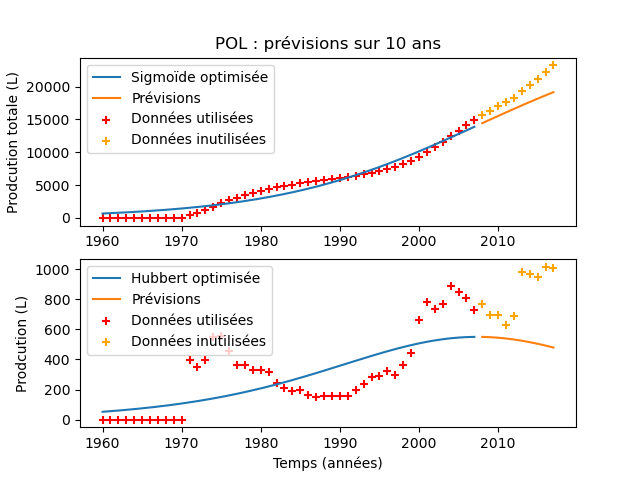 POL : prévisions sur 10 ans
Prodcution totale (L)
20000
15000
10000
5000
0
Sigmoïde optimisée
Prévisions
Données utilisées
Données inutilisées
1960 1970 1980 1990 2000 2010
Prodcution (L)
1000
800
600
400
200
0
Hubbert optimisée
Prévisions
Données utilisées
Données inutilisées
1960 1970 1980 1990 2000 2010
Temps (années)